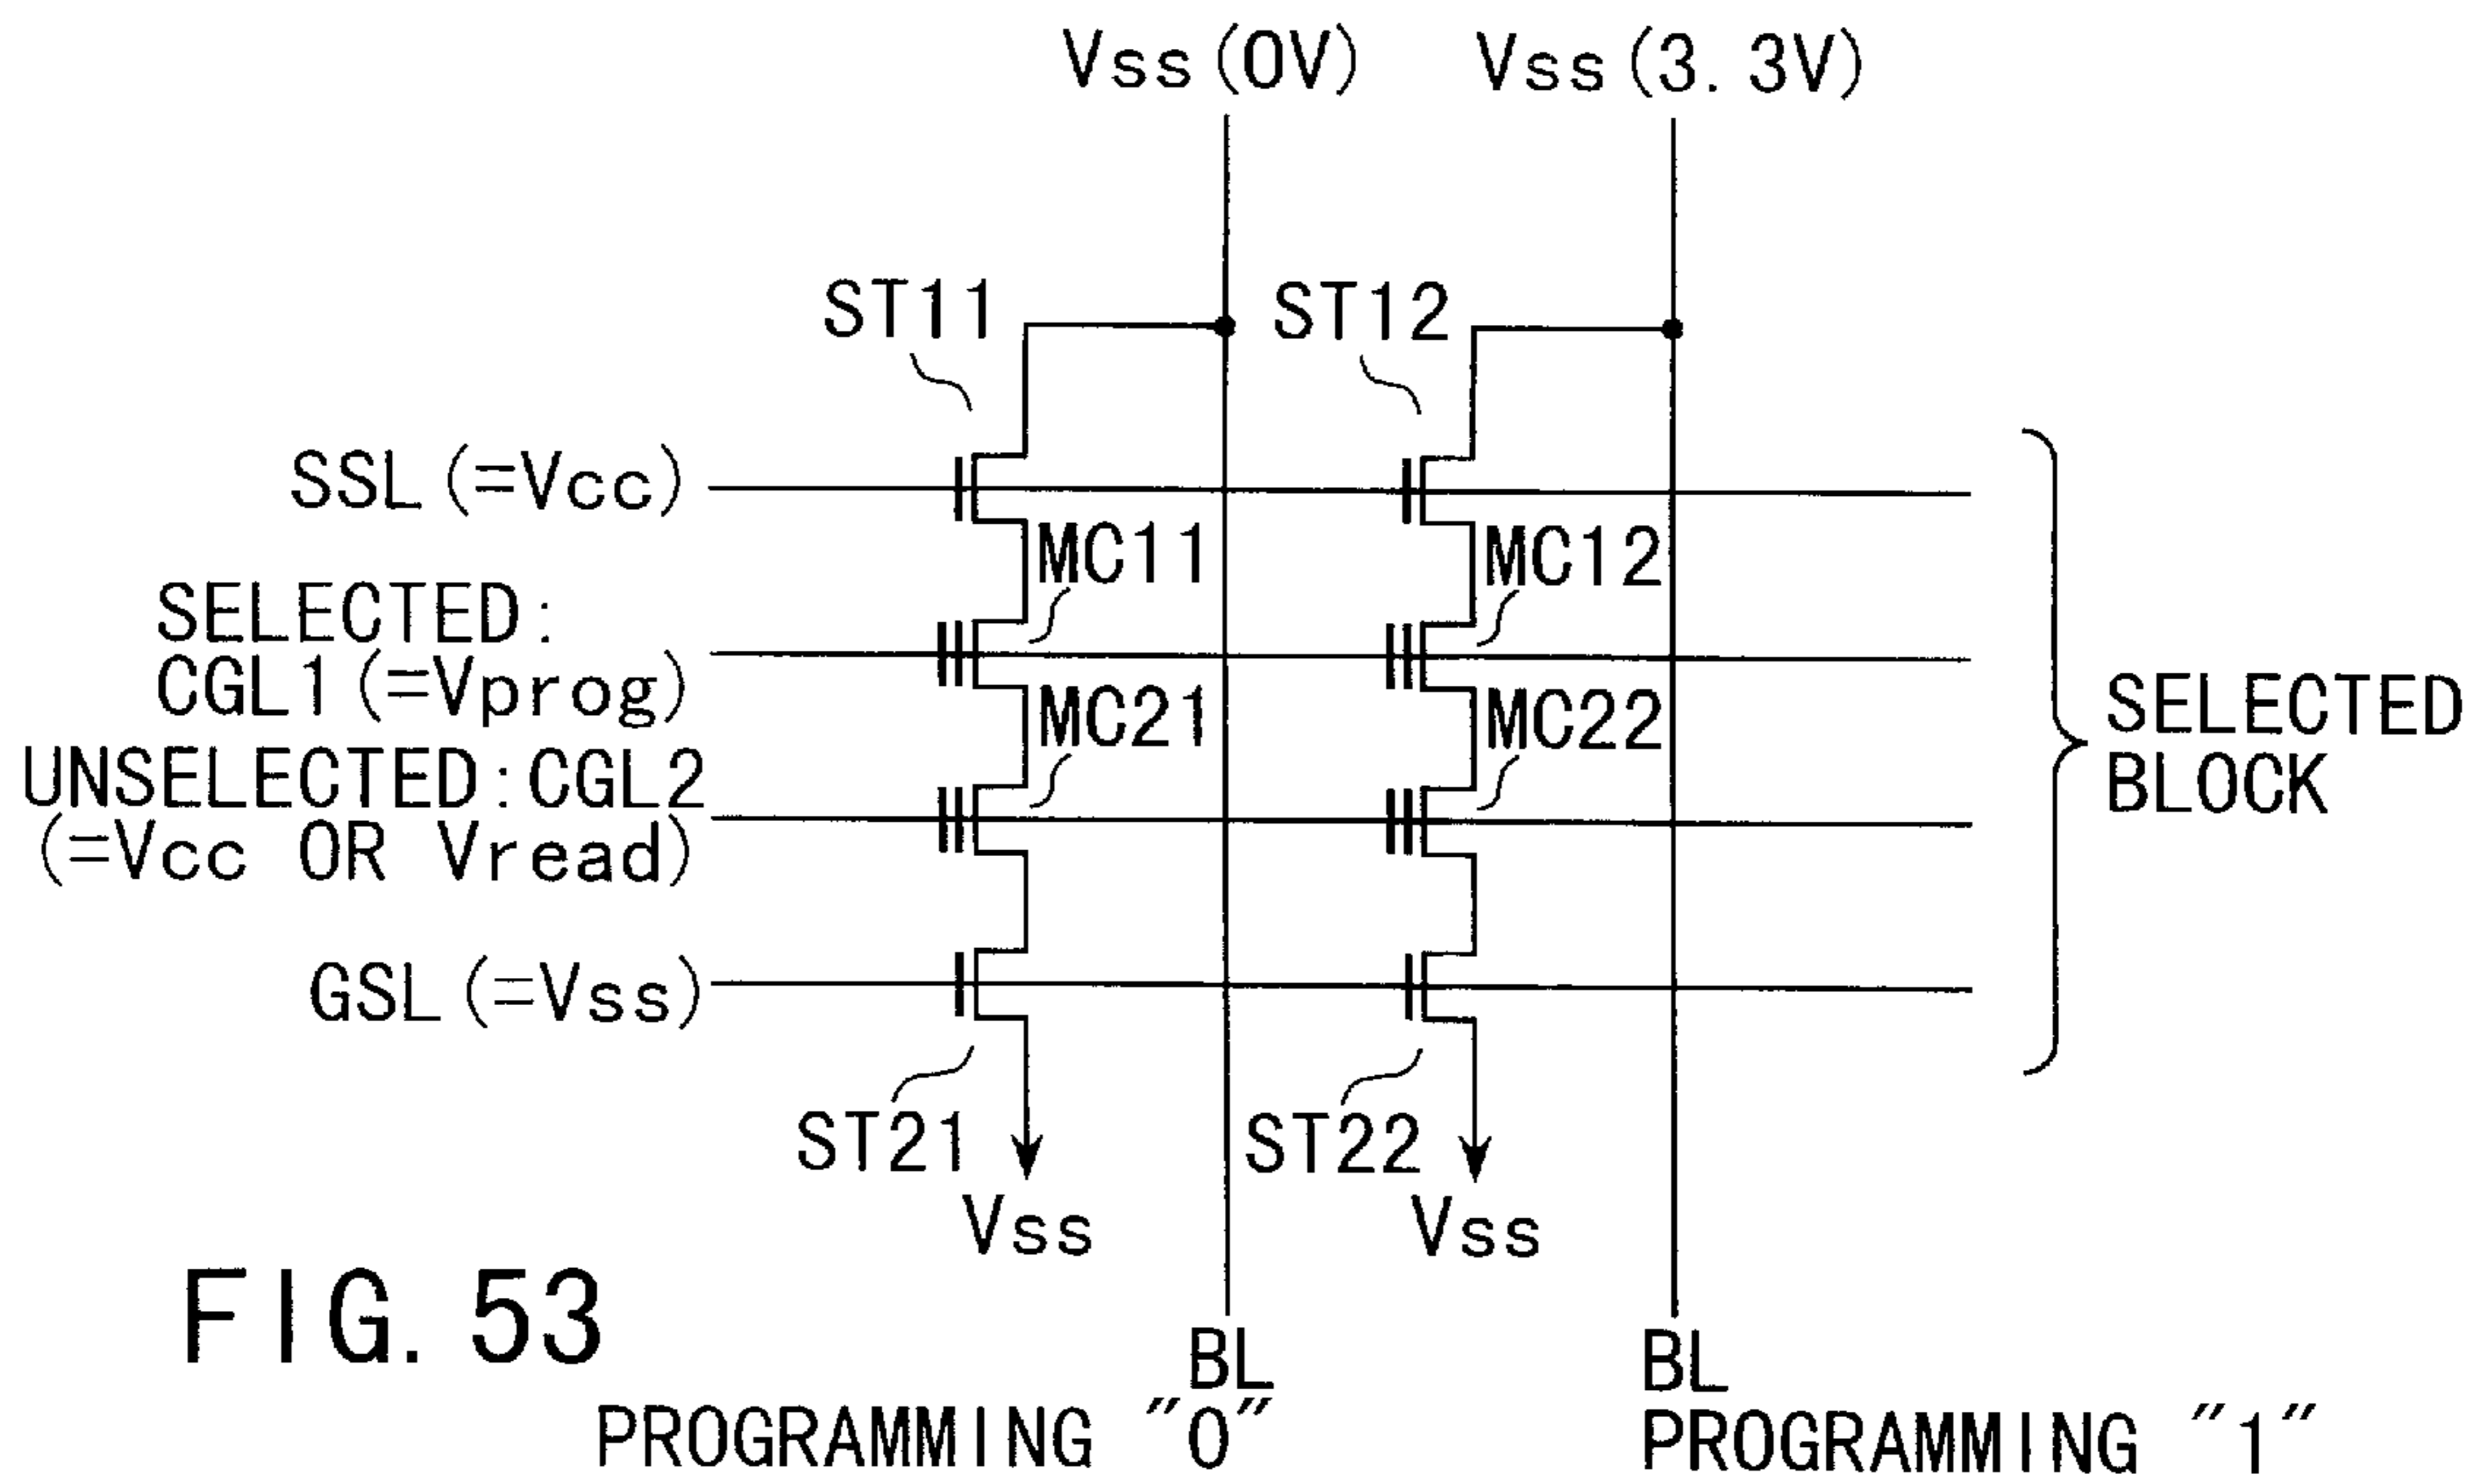 Vss(0V) Vss(3.3V)
ST11 ST12
SSL(=Vcc)
MC11 MC12
SELECTED:
CGL1(=Vprog)
MC21 MC22
SELECTED
BLOCK
UNSELECTED:CGL2
(=Vcc OR Vread)
GSL(=Vss)
ST21 ST22
Vss Vss
FIG. 53
BL BL
PROGRAMMING "0" PROGRAMMING "1"